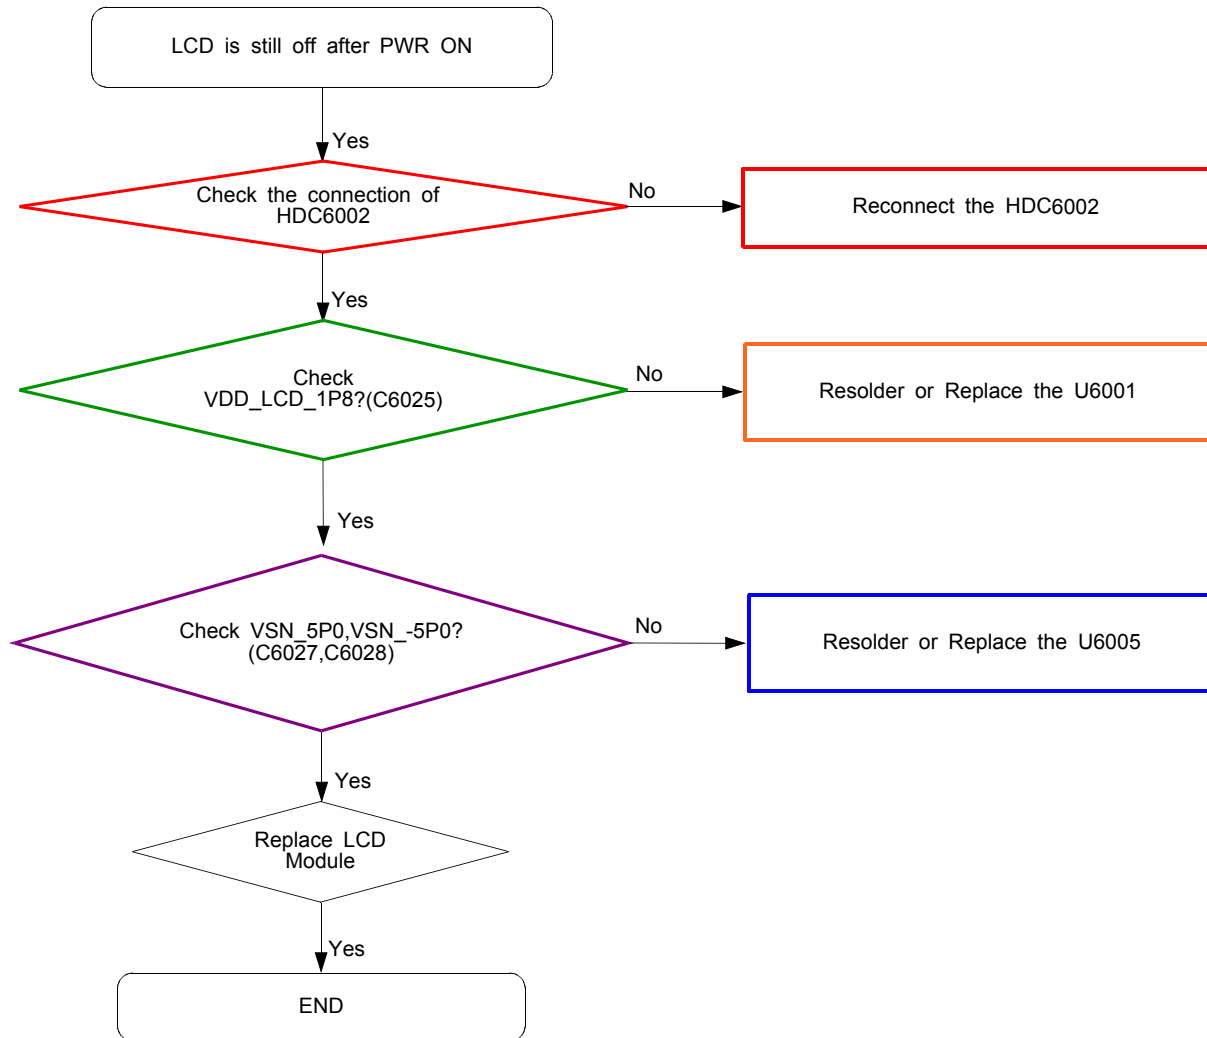 LCD is still off after PWR ON
Yes
Check the connection of
HDC6002
No
Reconnect the HDC6002
Yes
Check
VDD_LCD_1P8?(C6025)
No
Resolder or Replace the U6001
Yes
Check VSN_5P0,VSN_-5P0?
(C6027,C6028)
No
Resolder or Replace the U6005
Yes
Replace LCD
Module
Yes
END